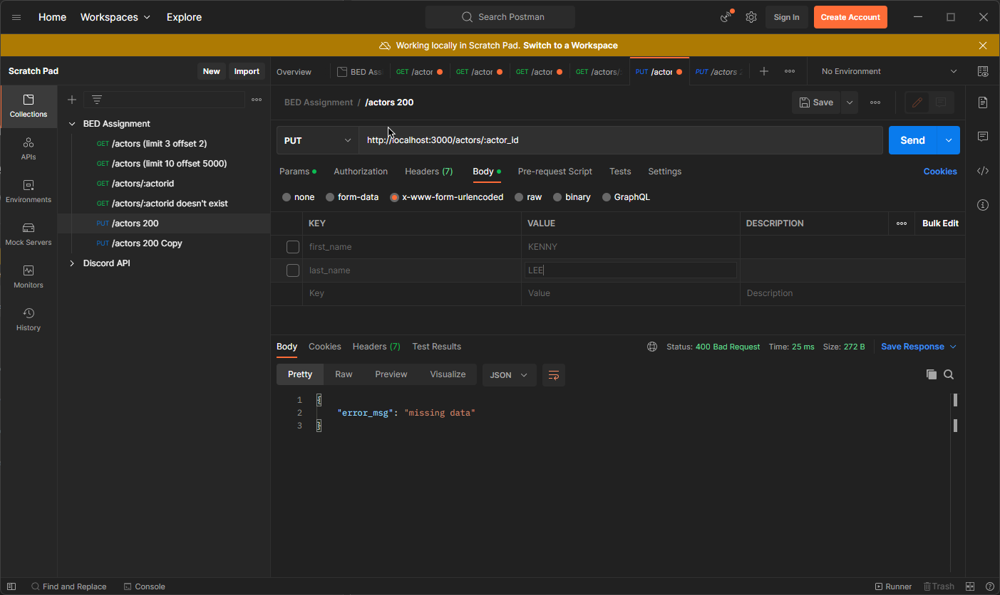 Home Workspaces Explore Search Postman Sign In Create Account
Working locally in Scratch Pad. Switch to a Workspace
Scratch Pad New Import Overview BED Ass GET /actor GET /actor GET /actor GET /actors/: PUT /actor PUT /actors 2 No Environment
Collections
APIs
Environments
Mock Servers
Monitors
History
BED Assignment
GET /actors (limit 3 offset 2)
GET /actors (limit 10 offset 5000)
GET /actors/:actorid
GET /actors/:actorid doesn't exist
PUT /actors 200
PUT /actors 200 Copy
Discord API
BED Assignment / /actors 200 Save
PUT http://localhost:3000/actors/:actor_id Send
Params Authorization Headers (7) Body Pre-request Script Tests Settings Cookies
none form-data x-www-form-urlencoded raw binary GraphQL
KEY VALUE DESCRIPTION Bulk Edit
first_name KENNY
last_name LEE
Key Value Description
Body Cookies Headers (7) Test Results Status: 400 Bad Request Time: 25 ms Size: 272 B Save Response
Pretty Raw Preview Visualize JSON
1 {
2 "error_msg": "missing data"
3 }
Find and Replace Console Runner Trash